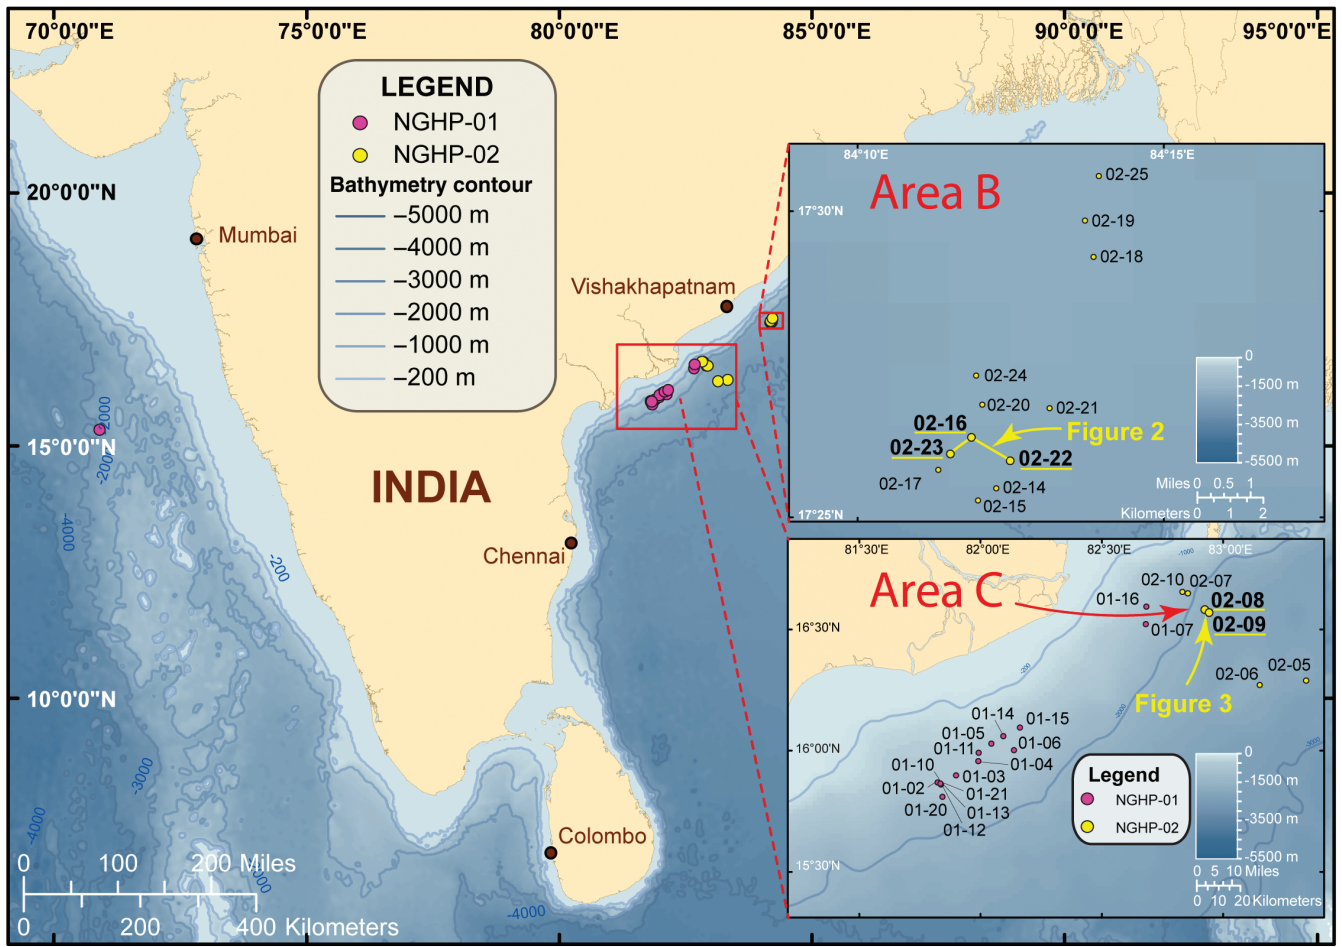 70°0'0"E 75°0'0"E 80°0'0"E 85°0'0"E 90°0'0"E 95°0'0"E
LEGEND
NGHP-01
NGHP-02
Bathymetry contour
–5000 m
–4000 m
–3000 m
–2000 m
–1000 m
–200 m
20°0'0"N
15°0'0"N
10°0'0"N
Mumbai
Vishakhapatnam
INDIA
Chennai
Colombo
-2000
-2000
-4000
-200
-3000
-4000
-4000
0 100 200 Miles
0 200 400 Kilometers
84°10'E 84°15'E
Area B
17°30'N
02-25
02-19
02-18
02-24
02-20
02-21
02-16
Figure 2
02-23
02-22
02-17
02-14
02-15
17°25'N
0
-1500 m
-3500 m
-5500 m
Miles 0 0.5 1
Kilometers 0 1 2
81°30'E 82°00'E 82°30'E 83°00'E
-1000
Area C
02-10 02-07
01-16
02-08
01-07
02-09
16°30'N
-200
02-05
02-06
Figure 3
-2000
-3000
01-14
01-15
01-05
01-06
01-11
01-04
16°00'N
01-10
01-03
01-02
01-21
01-20
01-13
01-12
15°30'N
Legend
NGHP-01
NGHP-02
0
-1500 m
-3500 m
-5500 m
0 5 10 Miles
0 10 20 Kilometers